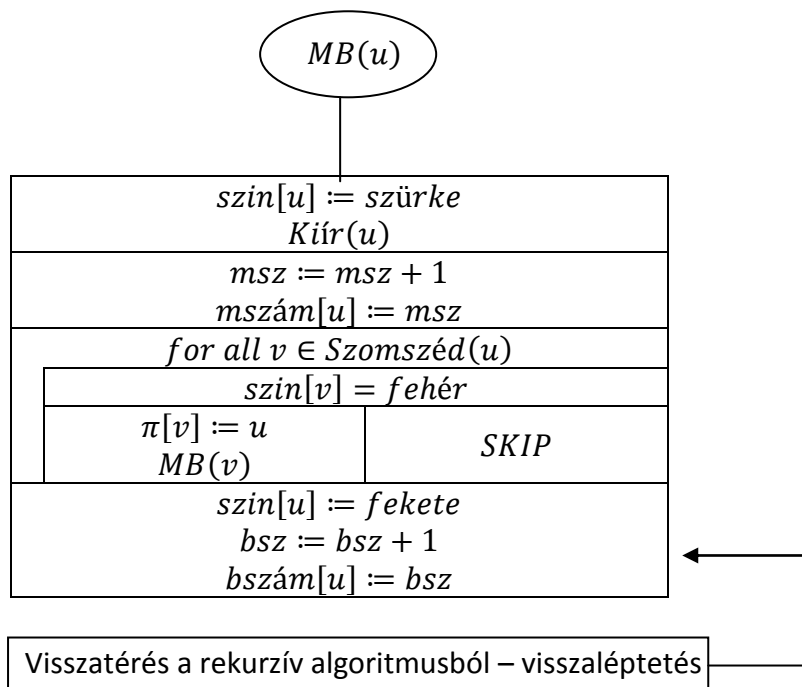 MB(u)
szin[u] ≔ szürke
Kiír(u)
msz ≔ msz + 1
mszám[u] ≔ msz
for all v ∈ Szomszéd(u)
szin[v] = fehér
π[v] ≔ u
MB(v)
SKIP
szin[u] ≔ fekete
bsz ≔ bsz + 1
bszám[u] ≔ bsz
Visszatérés a rekurzív algoritmusból – visszaléptetés